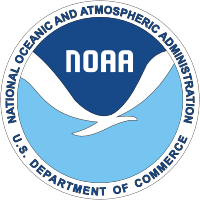 NATIONAL OCEANIC AND ATMOSPHERIC ADMINISTRATION
NOAA
U.S. DEPARTMENT OF COMMERCE